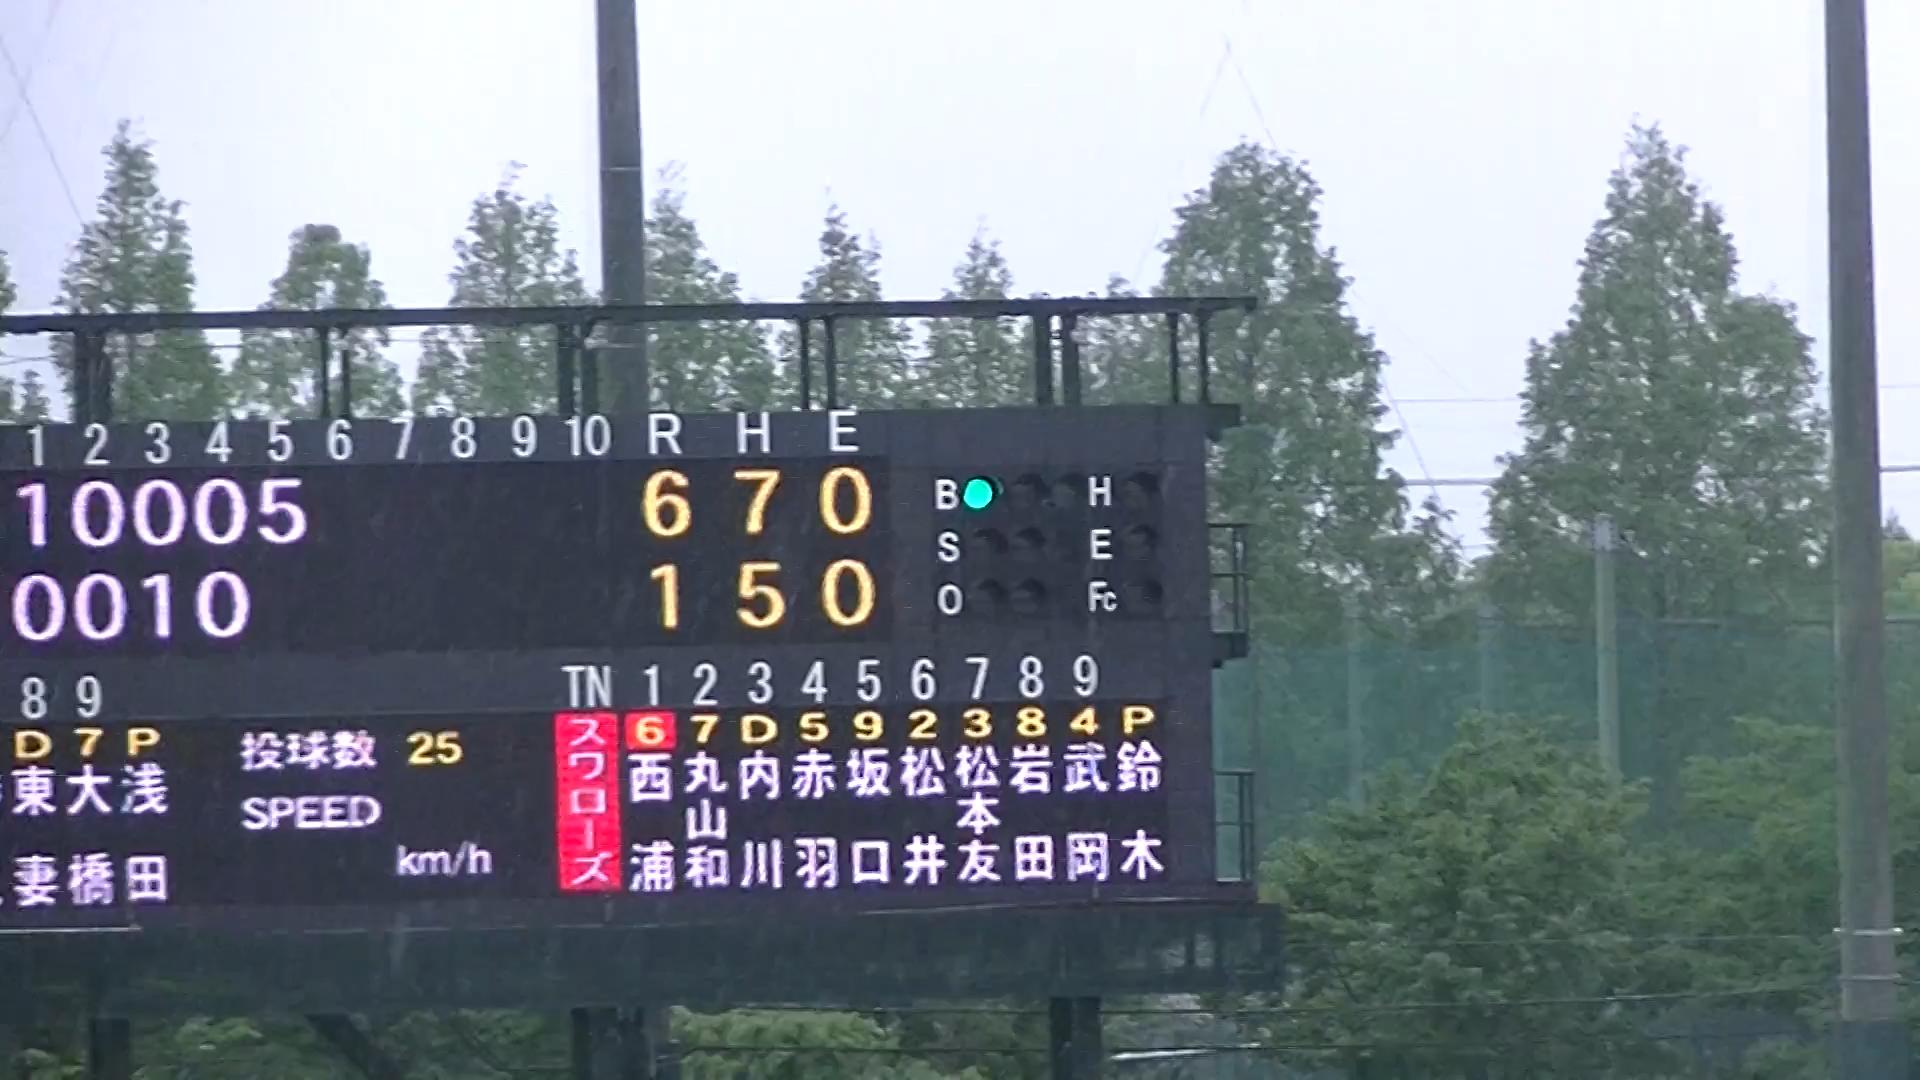 1 2 3 4 5 6 7 8 9 10 R H E
10005 6 7 0 B H
S E
0010 1 5 0 O Fc
8 9 TN 1 2 3 4 5 6 7 8 9
D 7 P 投球数 25 スワローズ 6 7 D 5 9 2 3 8 4 P
東妻 大橋 浅田 SPEED km/h 西浦 丸山和 内川 赤羽 坂口 松井 松本友 岩田 武岡 鈴木